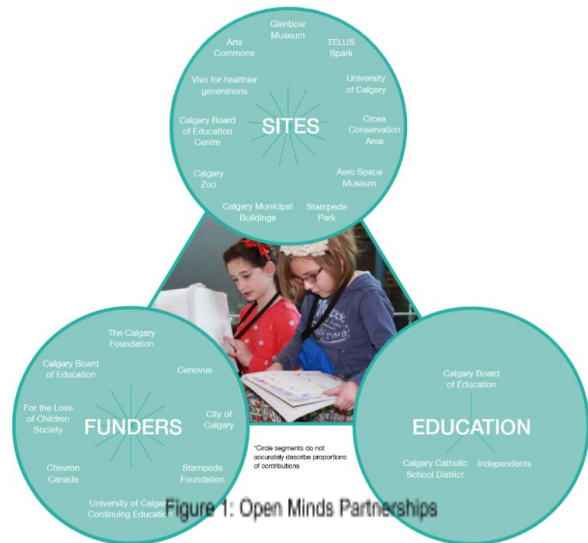 Glenbow
Museum
Arts
Commons
TELUS
Spark
Vivo for healthier
generations
University
of Calgary
SITES
Calgary Board
of Education
Centre
Cross
Conservation
Area
Calgary
Zoo
Aero Space
Museum
Calgary Municipal
Buildings
Stampede
Park
The Calgary
Foundation
Calgary Board
of Education
Cenovus
For the Love
of Children
Society
FUNDERS
City of
Calgary
Chevron
Canada
Stampede
Foundation
University of Calgary
Continuing Education
*Circle segments do not
accurately describe proportions
of contributions
Calgary Board
of Education
EDUCATION
Calgary Catholic
School District
Independents
Figure 1: Open Minds Partnerships